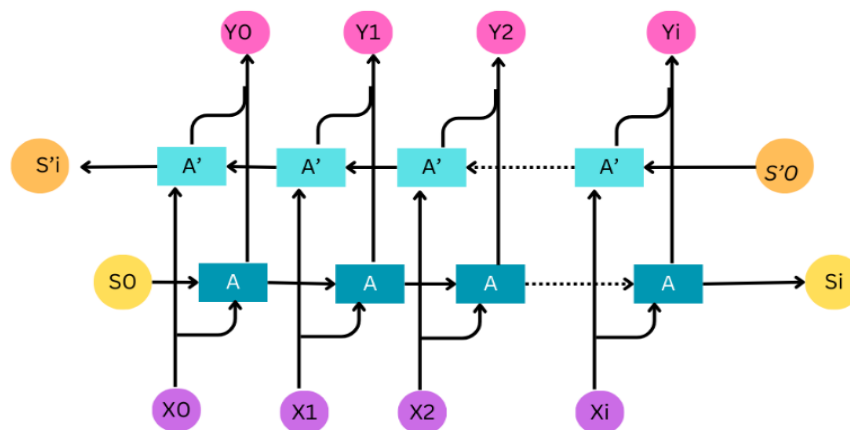 Y0 Y1 Y2 Yi
S'i A' A' A' A' S'0
S0 A A A A Si
X0 X1 X2 Xi